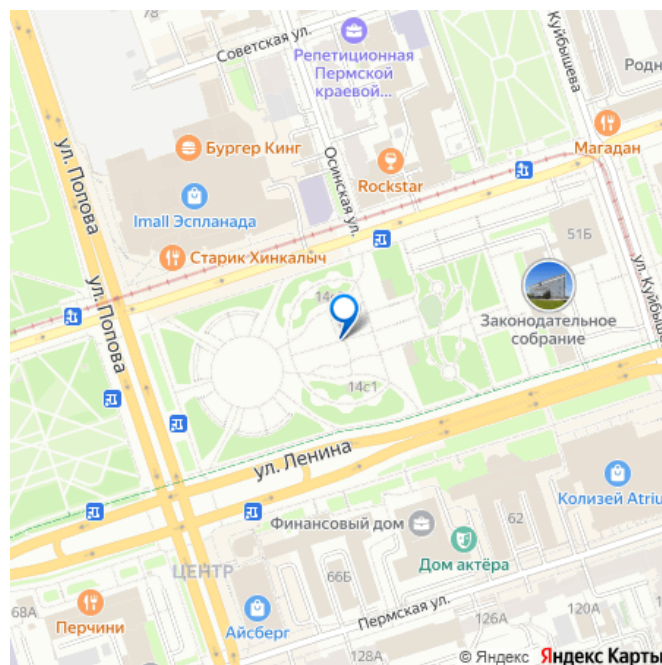 78
Советская ул.
Репетиционная
Пермской
краевой...
Куйбышева
Родн
ул. Попова
Бургер Кинг
Осинская ул.
Rockstar
Магадан
Imall Эспланада
Старик Хинкалыч
51Б
ул. Куйбышева
ул. Попова
14с
Законодательное
собрание
14с1
ул. Ленина
Колизей Atriu
Финансовый дом
62
Дом актёра
ЦЕНТР
66Б
68А
Перчини
Айсберг
Пермская ул.
126А
120А
128А
© Яндекс Яндекс Карты